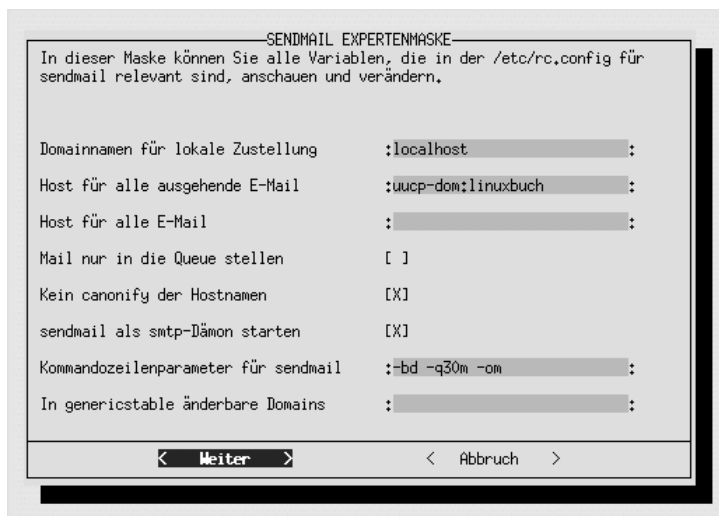 SENDMAIL EXPERTENMASKE
In dieser Maske können Sie alle Variablen, die in der /etc/rc.config für
sendmail relevant sind, anschauen und verändern.
Domainnamen für lokale Zustellung :localhost :
Host für alle ausgehende E-Mail :uucp-dom:linuxbuch :
Host für alle E-Mail : :
Mail nur in die Queue stellen [ ]
Kein canonify der Hostnamen [X]
sendmail als smtp-Dämon starten [X]
Kommandozeilenparameter für sendmail :-bd -q30m -om :
In genericstable änderbare Domains : :
< Weiter > < Abbruch >